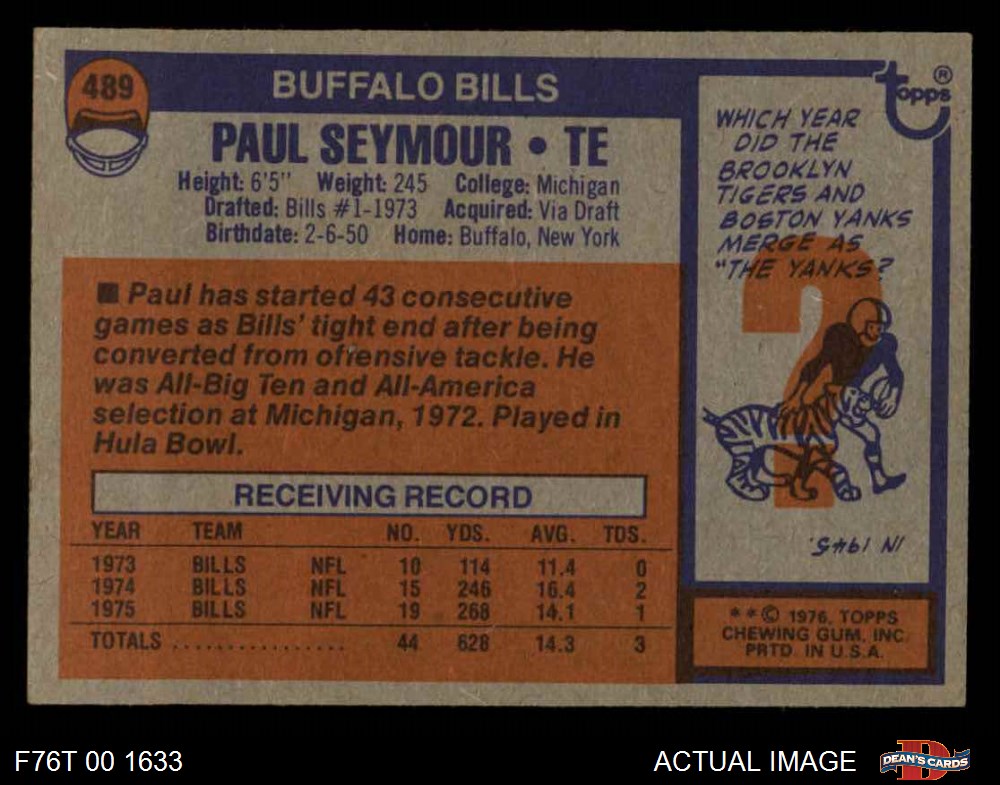 489
BUFFALO BILLS
PAUL SEYMOUR • TE
Height: 6'5" Weight: 245 College: Michigan
Drafted: Bills #1-1973 Acquired: Via Draft
Birthdate: 2-6-50 Home: Buffalo, New York
■ Paul has started 43 consecutive
games as Bills' tight end after being
converted from offensive tackle. He
was All-Big Ten and All-America
selection at Michigan, 1972. Played in
Hula Bowl.
RECEIVING RECORD
YEAR TEAM NO. YDS. AVG. TDS.
1973 BILLS NFL 10 114 11.4 0
1974 BILLS NFL 15 246 16.4 2
1975 BILLS NFL 19 268 14.1 1
TOTALS ................ 44 628 14.3 3
topps ®
WHICH YEAR
DID THE
BROOKLYN
TIGERS AND
BOSTON YANKS
MERGE AS
"THE YANKS?
?
IN 1945.
**© 1976, TOPPS
CHEWING GUM, INC.
PRTD. IN U.S.A.
F76T 00 1633
ACTUAL IMAGE
D
DEAN'S CARDS